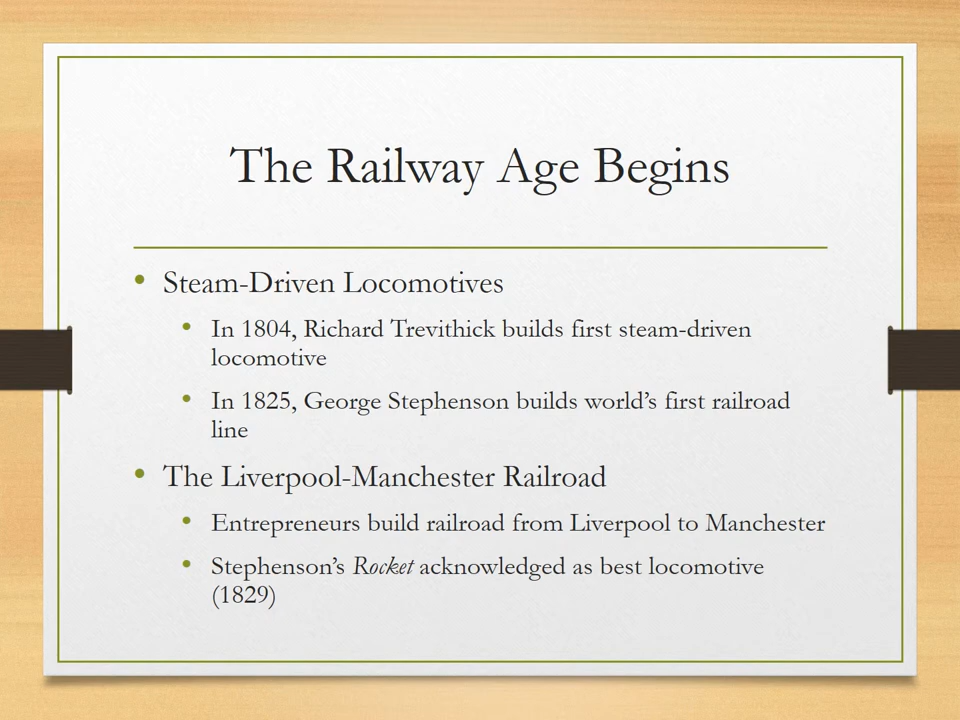 The Railway Age Begins
• Steam-Driven Locomotives
• In 1804, Richard Trevithick builds first steam-driven
locomotive
• In 1825, George Stephenson builds world’s first railroad
line
• The Liverpool-Manchester Railroad
• Entrepreneurs build railroad from Liverpool to Manchester
• Stephenson’s Rocket acknowledged as best locomotive
(1829)